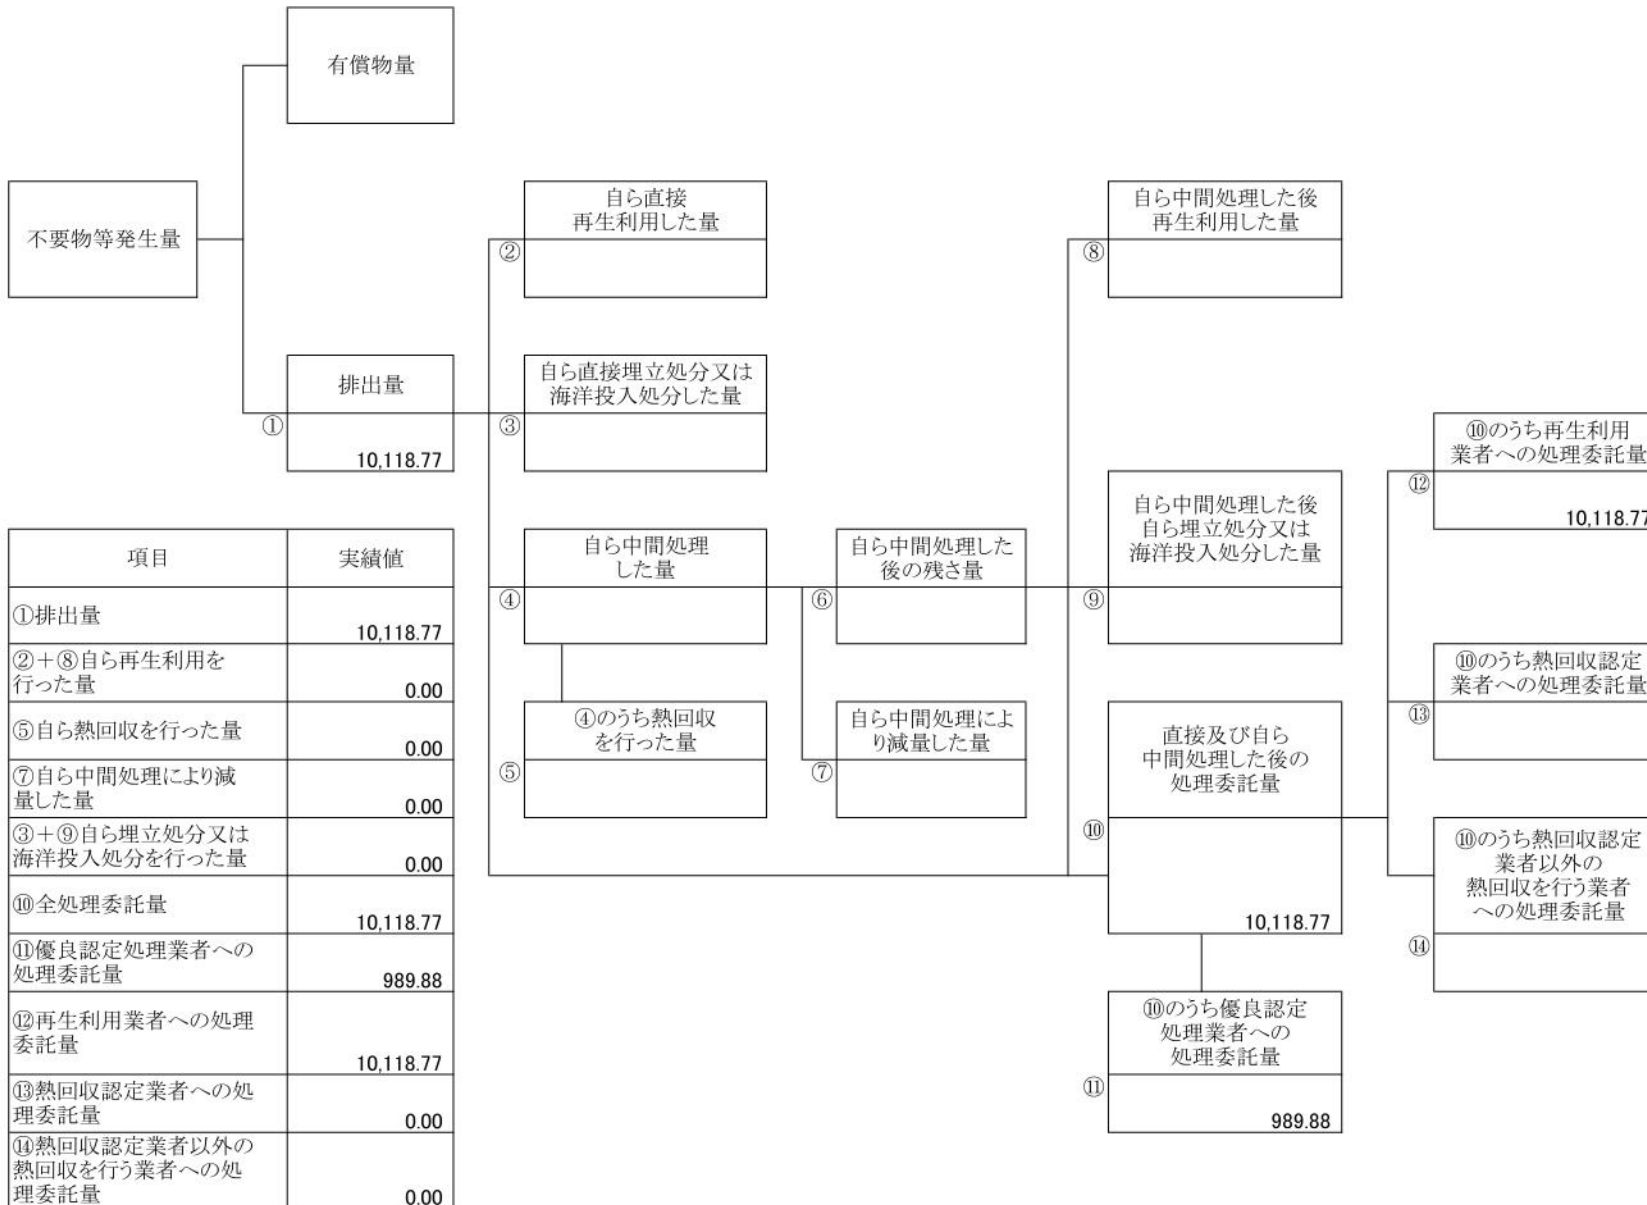 有償物量
不要物等発生量
自ら直接
再生利用した量
②
自ら中間処理した後
再生利用した量
⑧
排出量
①
10,118.77
自ら直接埋立処分又は
海洋投入処分した量
③
⑩のうち再生利用
業者への処理委託量
⑫
10,118.77
自ら中間処理した後
自ら埋立処分又は
海洋投入処分した量
⑨
自ら中間処理
した量
④
自ら中間処理した
後の残さ量
⑥
⑩のうち熱回収認定
業者への処理委託量
⑬
④のうち熱回収
を行った量
⑤
自ら中間処理によ
り減量した量
⑦
直接及び自ら
中間処理した後の
処理委託量
⑩
10,118.77
⑩のうち熱回収認定
業者以外の
熱回収を行う業者
への処理委託量
⑭
⑩のうち優良認定
処理業者への
処理委託量
⑪
989.88
項目 実績値
①排出量
10,118.77
②+⑧自ら再生利用を
行った量 0.00
⑤自ら熱回収を行った量
0.00
⑦自ら中間処理により減
量した量 0.00
③+⑨自ら埋立処分又は
海洋投入処分を行った量 0.00
⑩全処理委託量
10,118.77
⑪優良認定処理業者への
処理委託量 989.88
⑫再生利用業者への処理
委託量
10,118.77
⑬熱回収認定業者への処
理委託量 0.00
⑭熱回収認定業者以外の
熱回収を行う業者への処
理委託量 0.00